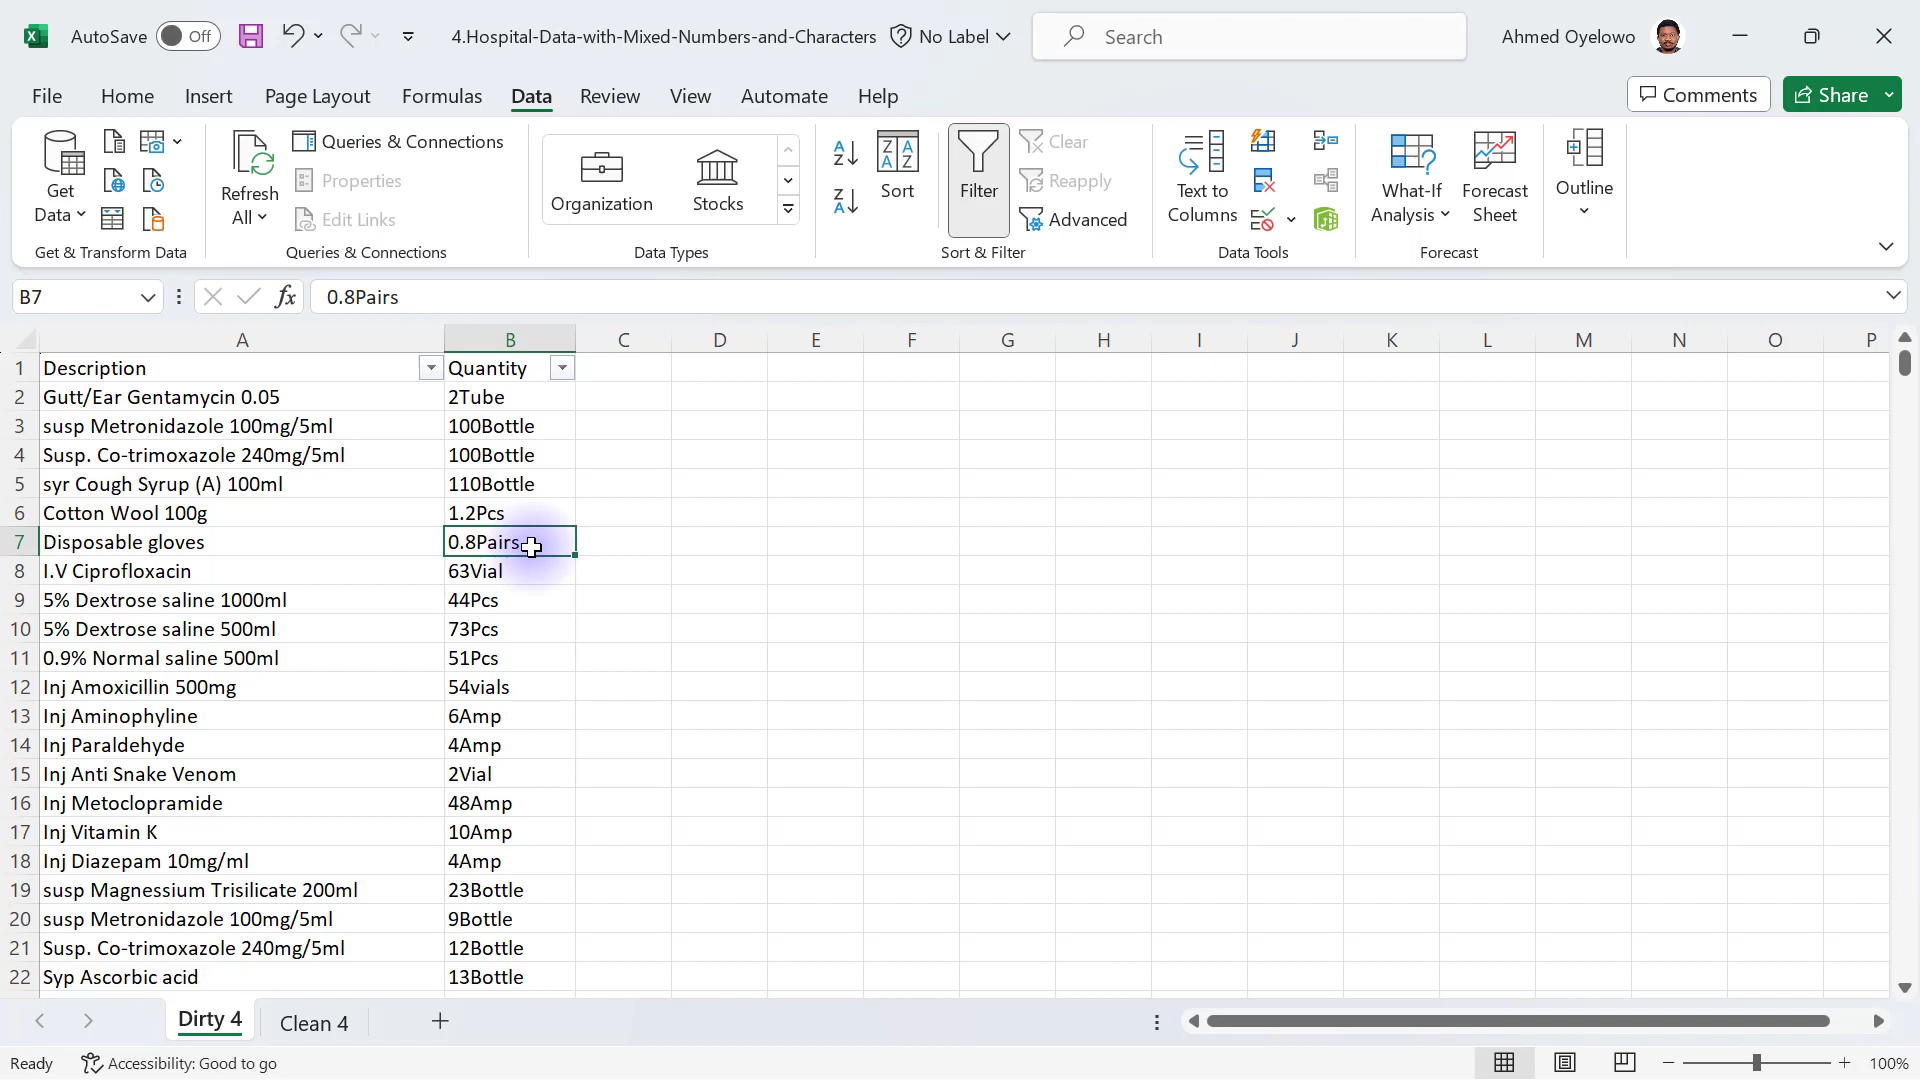 AutoSave Off 4.Hospital-Data-with-Mixed-Numbers-and-Characters No Label Search Ahmed Oyelowo
File Home Insert Page Layout Formulas Data Review View Automate Help Comments Share
Get Data
Refresh All
Queries & Connections
Properties
Edit Links
Organization
Stocks
Sort
Filter
Clear
Reapply
Advanced
Text to Columns
What-If Analysis
Forecast Sheet
Outline
Get & Transform Data Queries & Connections Data Types Sort & Filter Data Tools Forecast
B7 fx 0.8Pairs
A B C D E F G H I J K L M N O P
1 Description Quantity
2 Gutt/Ear Gentamycin 0.05 2Tube
3 susp Metronidazole 100mg/5ml 100Bottle
4 Susp. Co-trimoxazole 240mg/5ml 100Bottle
5 syr Cough Syrup (A) 100ml 110Bottle
6 Cotton Wool 100g 1.2Pcs
7 Disposable gloves 0.8Pairs
8 I.V Ciprofloxacin 63Vial
9 5% Dextrose saline 1000ml 44Pcs
10 5% Dextrose saline 500ml 73Pcs
11 0.9% Normal saline 500ml 51Pcs
12 Inj Amoxicillin 500mg 54vials
13 Inj Aminophyline 6Amp
14 Inj Paraldehyde 4Amp
15 Inj Anti Snake Venom 2Vial
16 Inj Metoclopramide 48Amp
17 Inj Vitamin K 10Amp
18 Inj Diazepam 10mg/ml 4Amp
19 susp Magnessium Trisilicate 200ml 23Bottle
20 susp Metronidazole 100mg/5ml 9Bottle
21 Susp. Co-trimoxazole 240mg/5ml 12Bottle
22 Syp Ascorbic acid 13Bottle
Dirty 4 Clean 4
Ready Accessibility: Good to go 100%